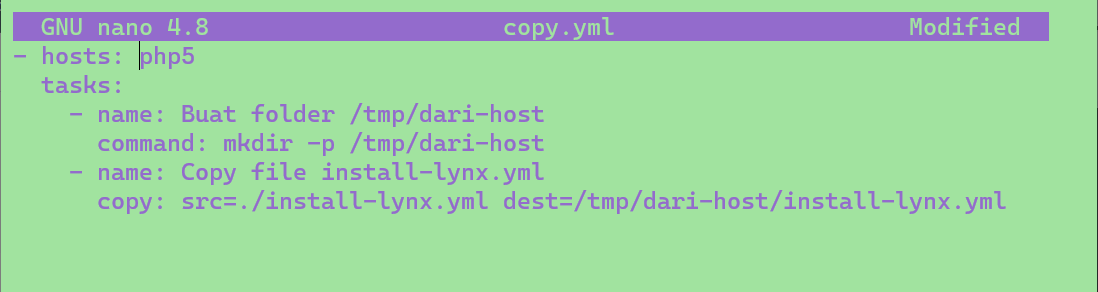 GNU nano 4.8 copy.yml Modified
- hosts: php5
  tasks:
    - name: Buat folder /tmp/dari-host
      command: mkdir -p /tmp/dari-host
    - name: Copy file install-lynx.yml
      copy: src=./install-lynx.yml dest=/tmp/dari-host/install-lynx.yml